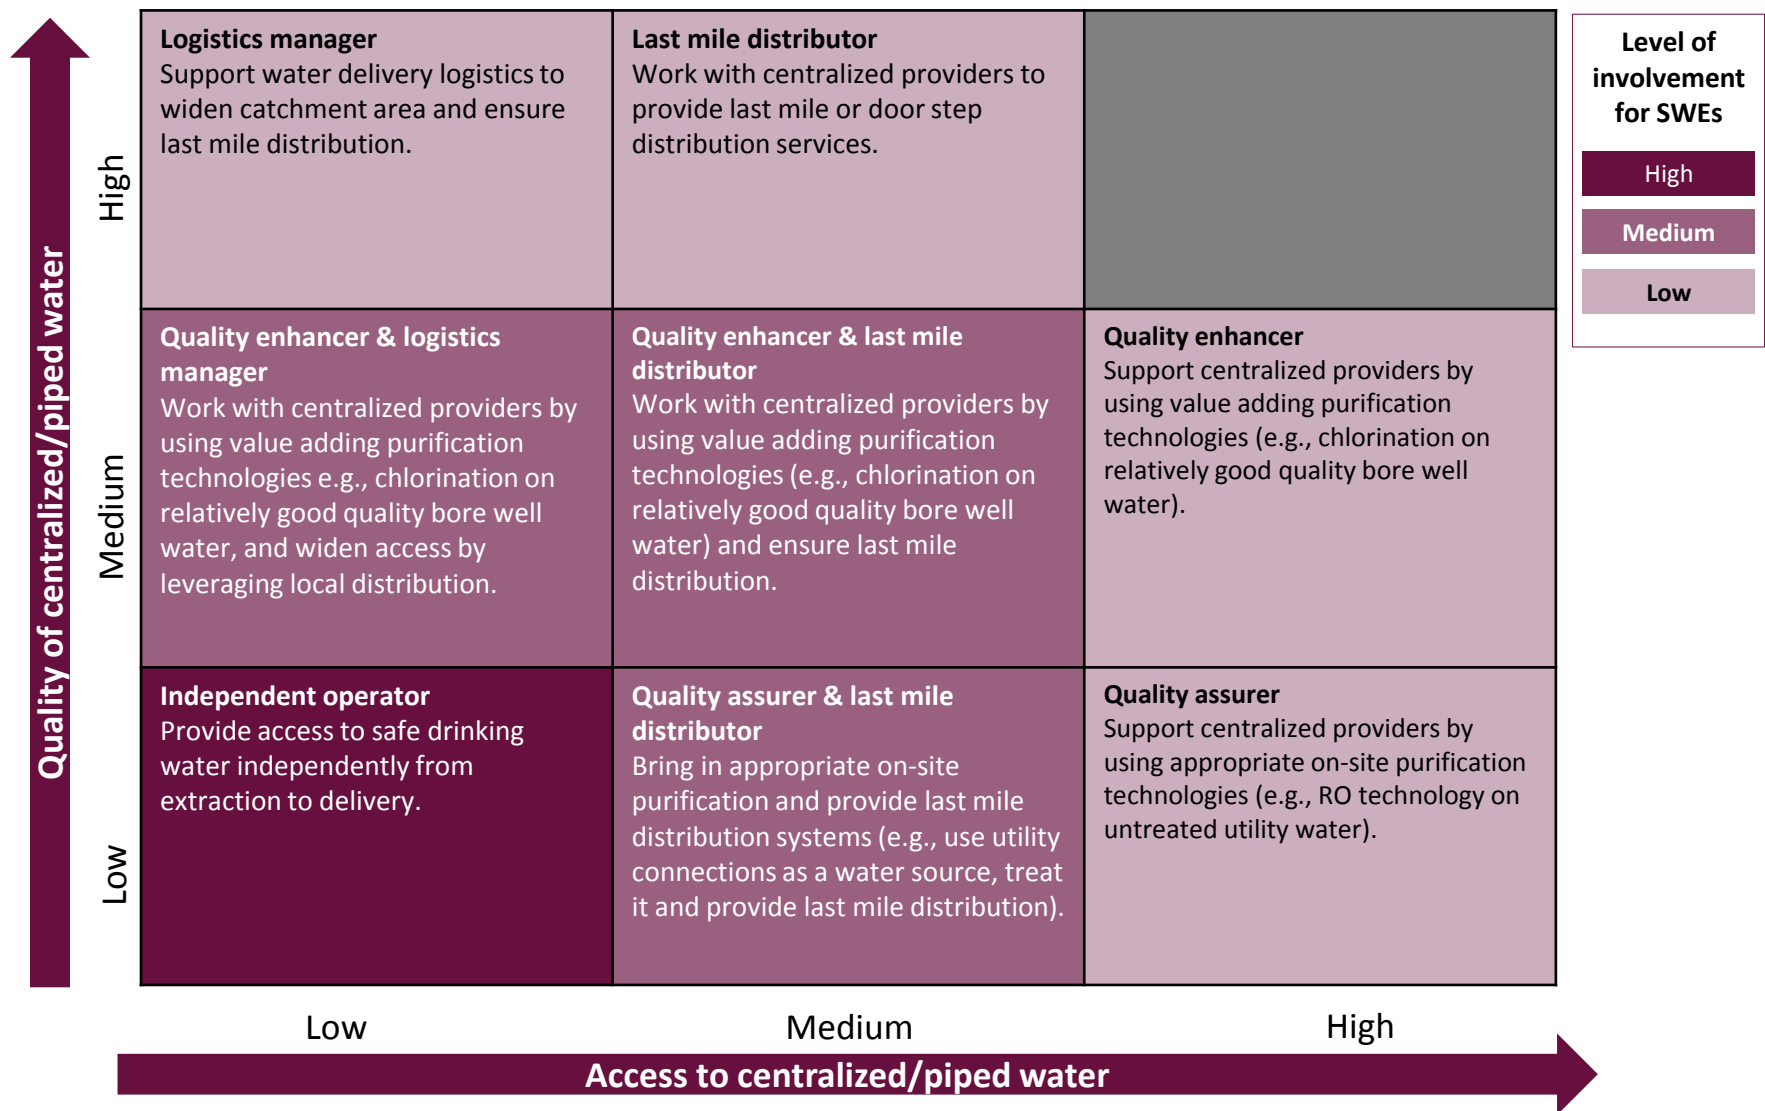 Logistics manager
Support water delivery logistics to
widen catchment area and ensure
last mile distribution.
Last mile distributor
Work with centralized providers to
provide last mile or door step
distribution services.
Level of
involvement
for SWEs
High
Medium
Low
Quality of centralized/piped water
High
Medium
Low
Quality enhancer & logistics
manager
Work with centralized providers by
using value adding purification
technologies e.g., chlorination on
relatively good quality bore well
water, and widen access by
leveraging local distribution.
Quality enhancer & last mile
distributor
Work with centralized providers by
using value adding purification
technologies (e.g., chlorination on
relatively good quality bore well
water) and ensure last mile
distribution.
Quality enhancer
Support centralized providers by
using value adding purification
technologies (e.g., chlorination on
relatively good quality bore well
water).
Independent operator
Provide access to safe drinking
water independently from
extraction to delivery.
Quality assurer & last mile
distributor
Bring in appropriate on-site
purification and provide last mile
distribution systems (e.g., use utility
connections as a water source, treat
it and provide last mile distribution).
Quality assurer
Support centralized providers by
using appropriate on-site purification
technologies (e.g., RO technology on
untreated utility water).
Low
Medium
High
Access to centralized/piped water